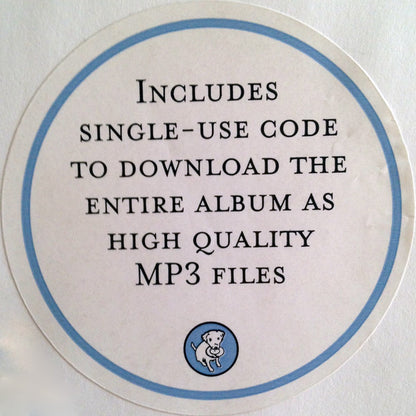 Includes
single-use code
to download the
entire album as
high quality
MP3 files